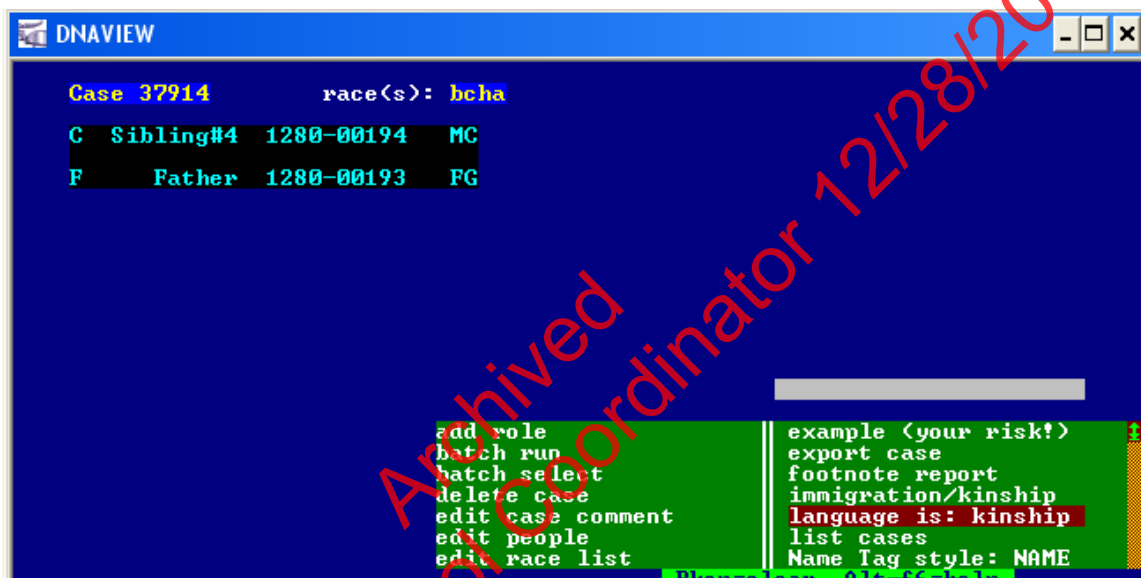 DNAVIEW
Case 37914 race(s): bcha
C Sibling#4 1280-00194 MC
F Father 1280-00193 FG
add role
batch run
batch select
delete case
edit case comment
edit people
edit race list
example (your risk!)
export case
footnote report
immigration/kinship
language is: kinship
list cases
Name Tag style: NAME
Archived
Coordinator 12/28/20